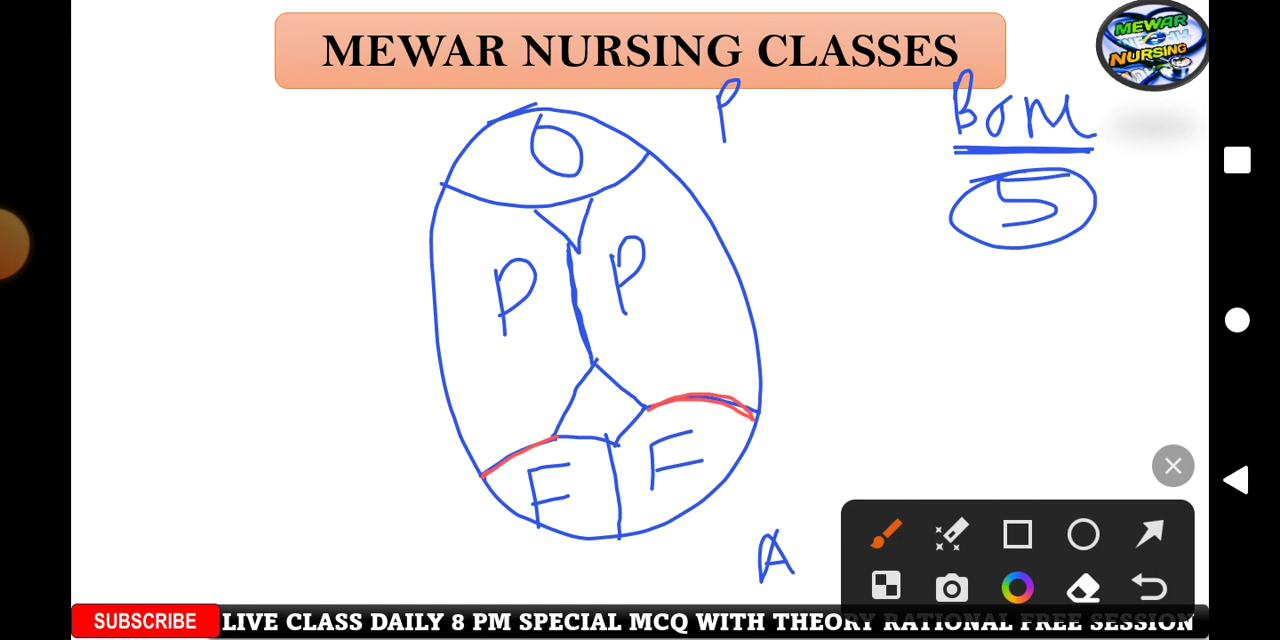 MEWAR NURSING CLASSES
MEWAR
NURSING
P
BOM
5
O
P P
F F
A
SUBSCRIBE
LIVE CLASS DAILY 8 PM SPECIAL MCQ WITH THEORY RATIONAL FREE SESSION